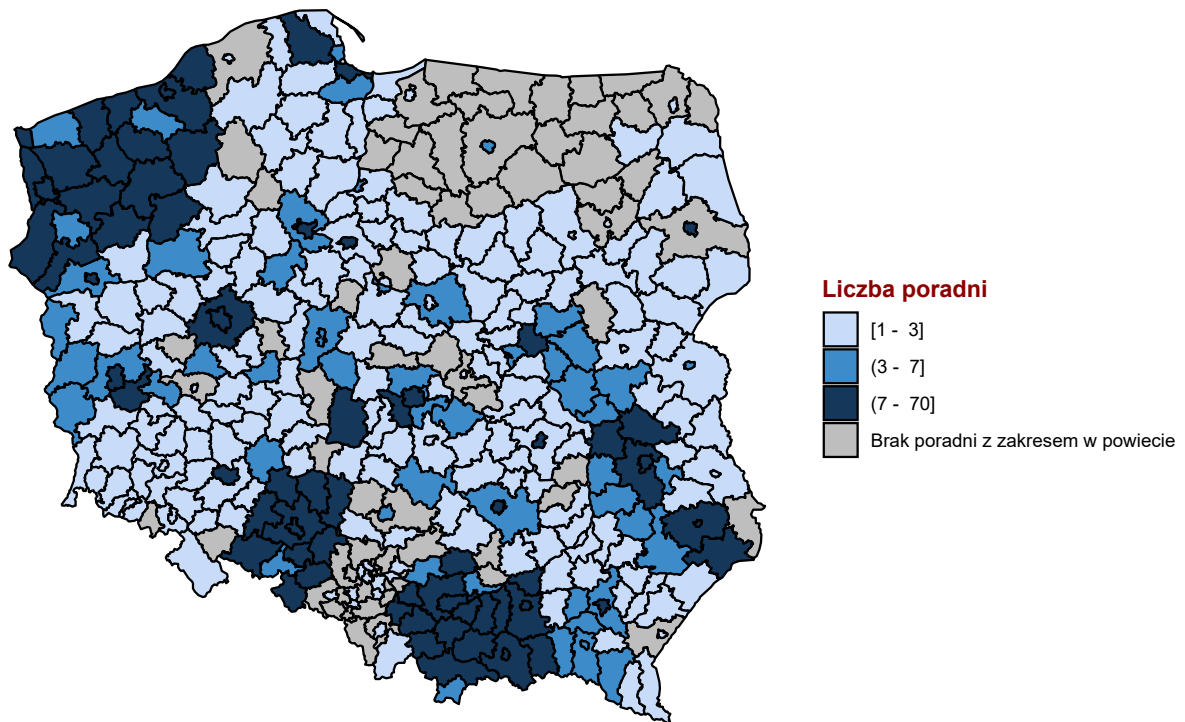 Liczba poradni
[1 - 3]
(3 - 7]
(7 - 70]
Brak poradni z zakresem w powiecie